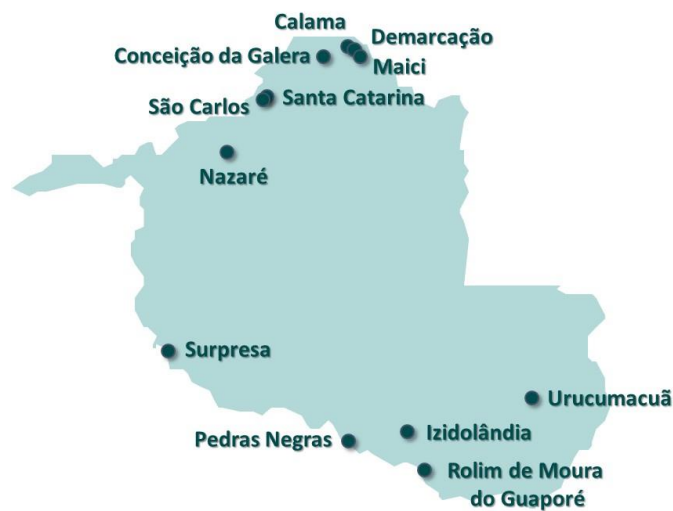 Calama
Demarcação
Conceição da Galera
Maici
São Carlos
Santa Catarina
Nazaré
Surpresa
Urucumacuã
Pedras Negras
Izidolândia
Rolim de Moura
do Guaporé